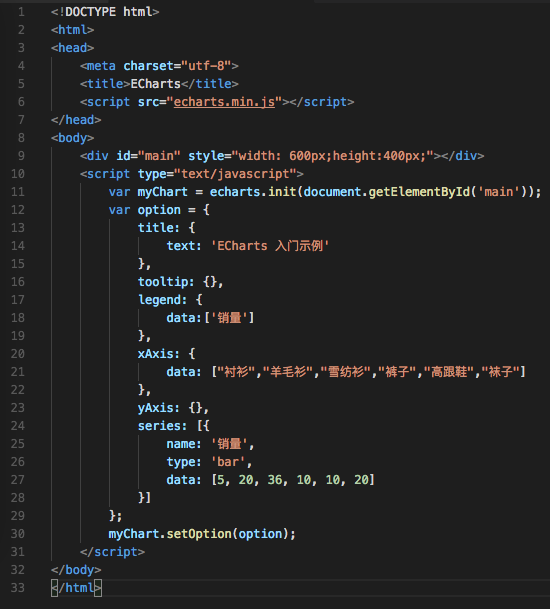 1 <!DOCTYPE html>
2 <html>
3 <head>
4     <meta charset="utf-8">
5     <title>ECharts</title>
6     <script src="echarts.min.js"></script>
7 </head>
8 <body>
9     <div id="main" style="width: 600px;height:400px;"></div>
10     <script type="text/javascript">
11         var myChart = echarts.init(document.getElementById('main'));
12         var option = {
13             title: {
14                 text: 'ECharts 入门示例'
15             },
16             tooltip: {},
17             legend: {
18                 data:['销量']
19             },
20             xAxis: {
21                 data: ["衬衫","羊毛衫","雪纺衫","裤子","高跟鞋","袜子"]
22             },
23             yAxis: {},
24             series: [{
25                 name: '销量',
26                 type: 'bar',
27                 data: [5, 20, 36, 10, 10, 20]
28             }]
29         };
30         myChart.setOption(option);
31     </script>
32 </body>
33 </html>